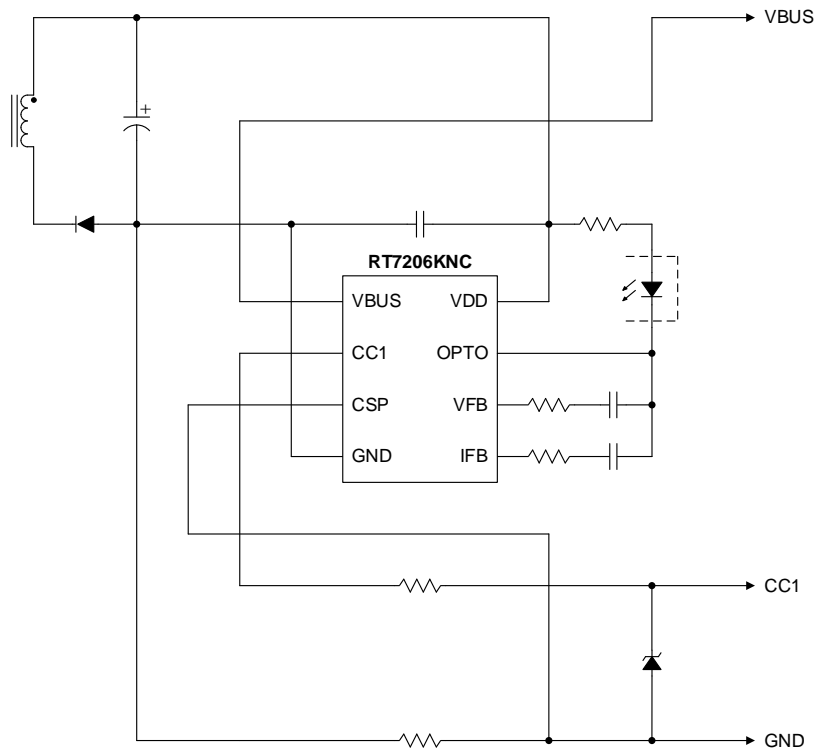 VBUS
+
RT7206KNC
VBUS VDD
CC1 OPTO
CSP VFB
GND IFB
CC1
GND